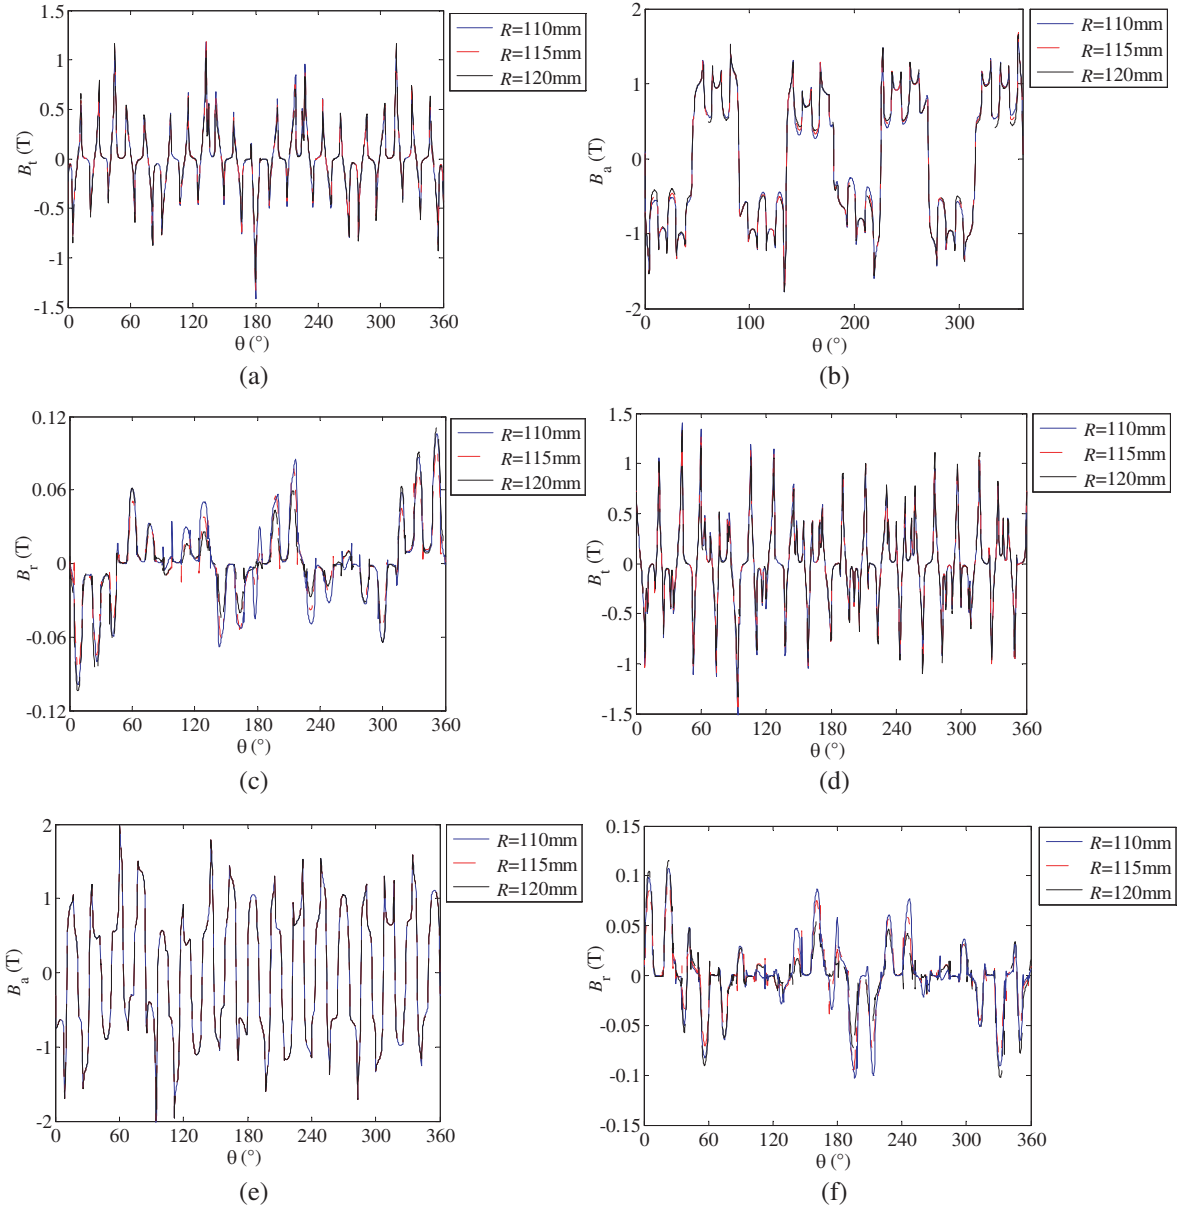 1.5
1
0.5
0
-0.5
-1
-1.5
B_t (T)
0 60 120 180 240 300 360
θ (°)
R=110mm
R=115mm
R=120mm
(a)
2
1
0
-1
-2
B_a (T)
0 100 200 300
θ (°)
R=110mm
R=115mm
R=120mm
(b)
0.12
0.06
0
-0.06
-0.12
B_r (T)
0 60 120 180 240 300 360
θ (°)
R=110mm
R=115mm
R=120mm
(c)
1.5
1
0.5
0
-0.5
-1
-1.5
B_t (T)
0 60 120 180 240 300 360
θ (°)
R=110mm
R=115mm
R=120mm
(d)
2
1
0
-1
-2
B_a (T)
0 60 120 180 240 300 360
θ (°)
R=110mm
R=115mm
R=120mm
(e)
0.15
0.1
0.05
0
-0.05
-0.1
-0.15
B_r (T)
0 60 120 180 240 300 360
θ (°)
R=110mm
R=115mm
R=120mm
(f)